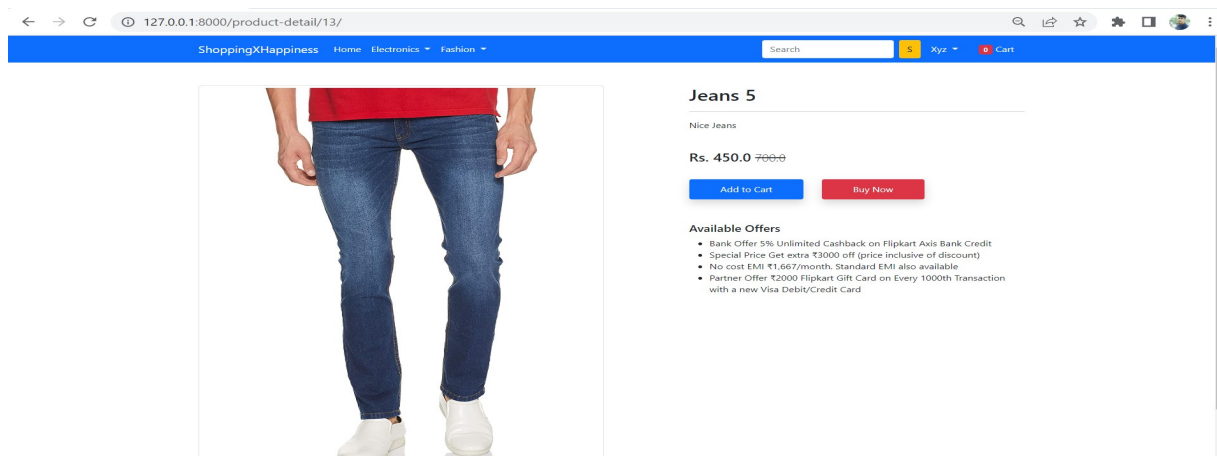 127.0.0.1:8000/product-detail/13/
ShoppingXHappiness Home Electronics Fashion Search S Xyz 0 Cart
Jeans 5
Nice Jeans
Rs. 450.0 700.0
Add to Cart Buy Now
Available Offers
• Bank Offer 5% Unlimited Cashback on Flipkart Axis Bank Credit
• Special Price Get extra ₹3000 off (price inclusive of discount)
• No cost EMI ₹1,667/month. Standard EMI also available
• Partner Offer ₹2000 Flipkart Gift Card on Every 1000th Transaction
with a new Visa Debit/Credit Card